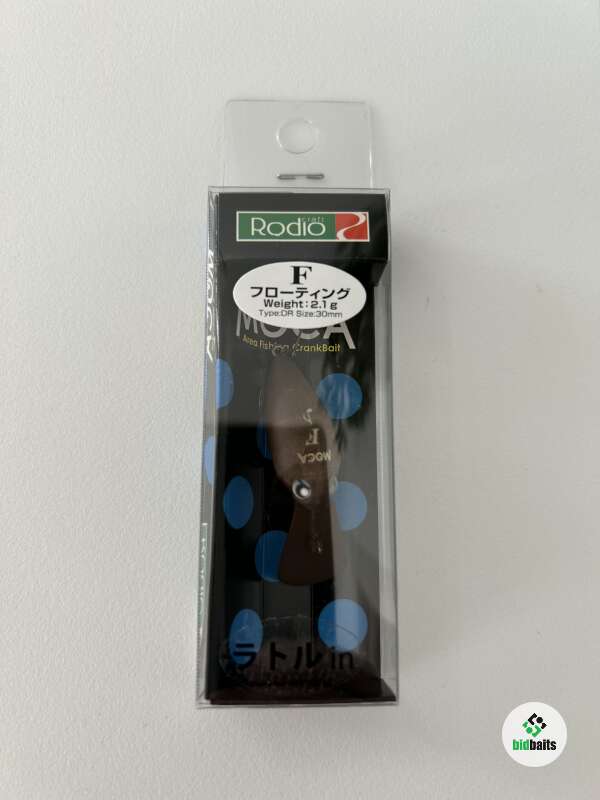 Rodio craft
F
フローティング
Weight:2.1g
Type:DR Size:30mm
MOCA
Area Fishing CrankBait
F
MOCA
ラトルin
bidbaits